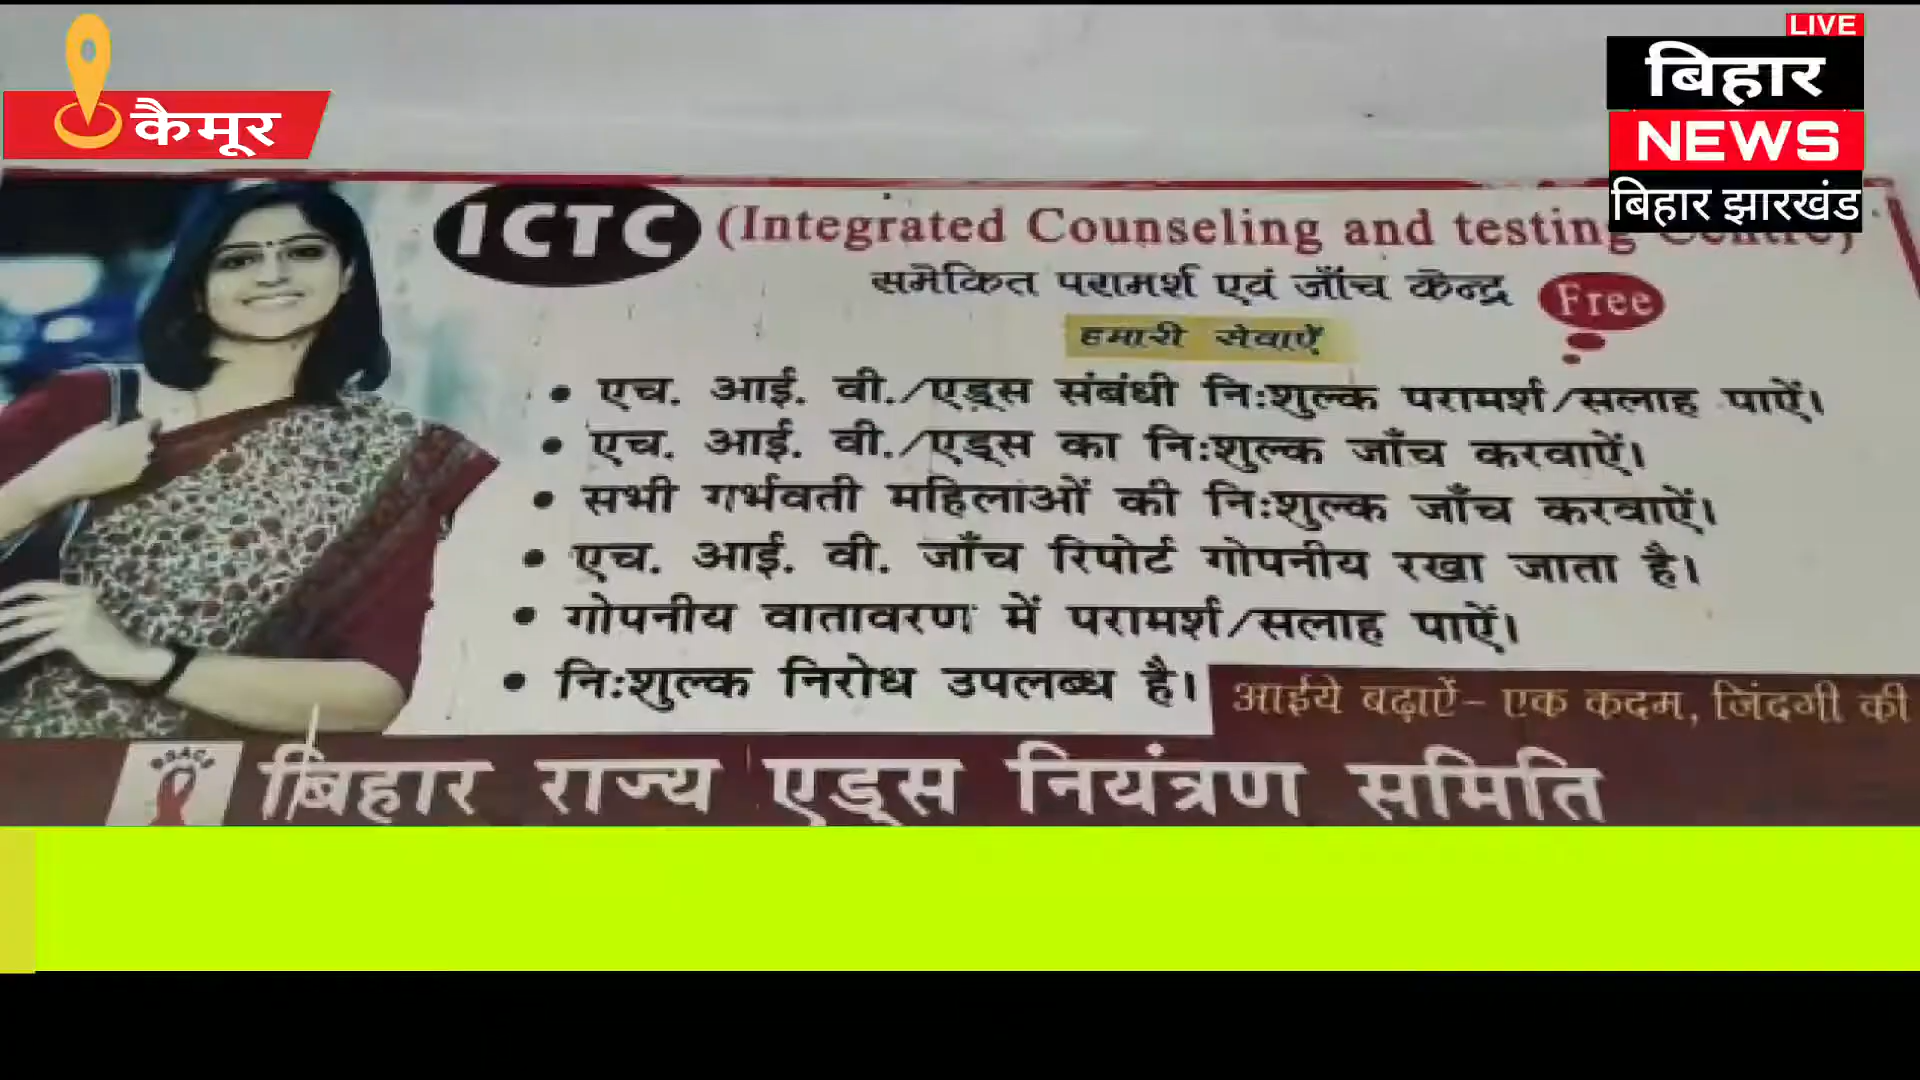 LIVE
बिहार
NEWS
बिहार झारखंड
कैमूर
ICTC (Integrated Counseling and testing Centre)
समेकित परामर्श एवं जाँच केन्द्र
Free
हमारी सेवाऐं
• एच. आई. वी./एड्स संबंधी निःशुल्क परामर्श/सलाह पाऐं।
• एच. आई. वी./एड्स का निःशुल्क जाँच करवाऐं।
• सभी गर्भवती महिलाओं की निःशुल्क जाँच करवाऐं।
• एच. आई. वी. जाँच रिपोर्ट गोपनीय रखा जाता है।
• गोपनीय वातावरण में परामर्श/सलाह पाऐं।
• निःशुल्क निरोध उपलब्ध है।
आईये बढ़ाऐं- एक कदम, जिंदगी की
BSACS
बिहार राज्य एड्स नियंत्रण समिति